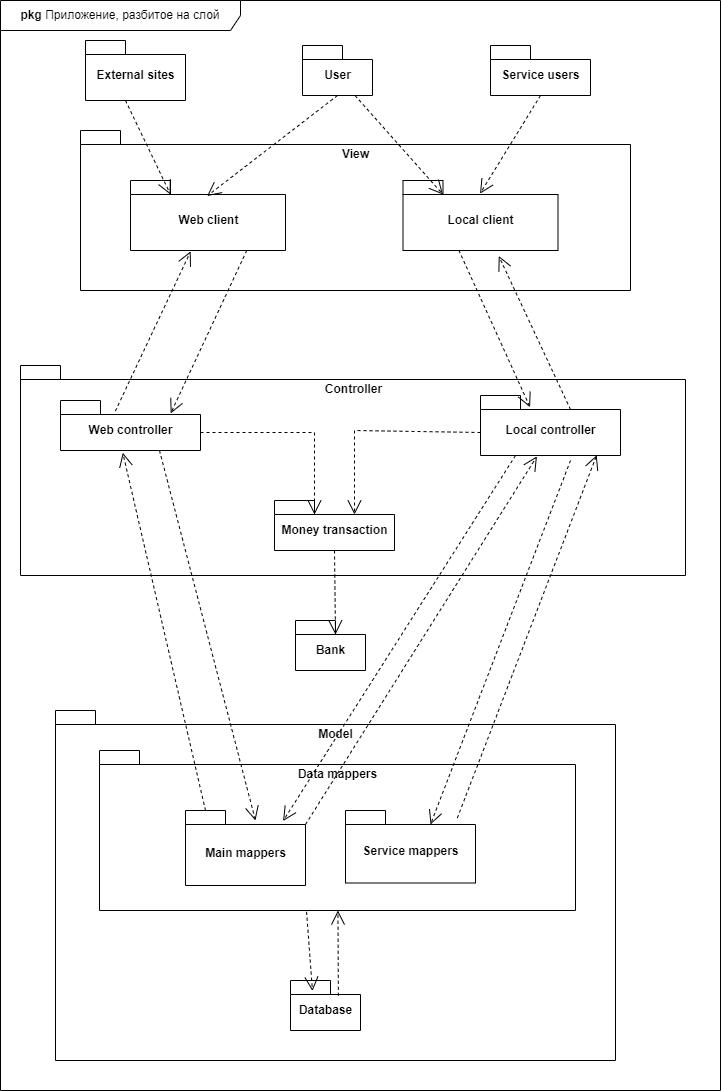 pkg Приложение, разбитое на слой
External sites
User
Service users
View
Web client
Local client
Controller
Web controller
Local controller
Money transaction
Bank
Model
Data mappers
Main mappers
Service mappers
Database